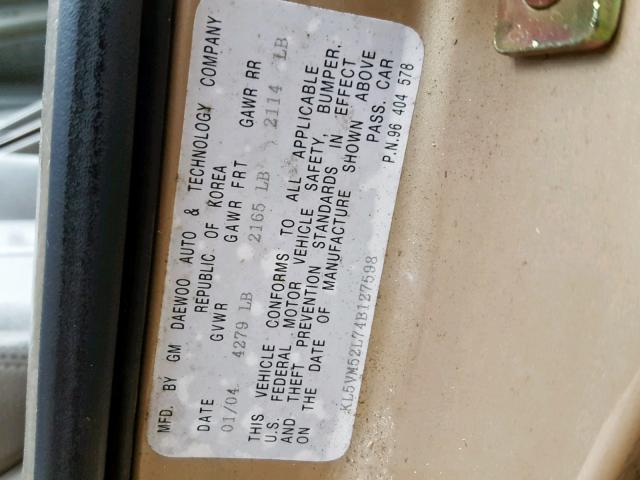 MFD. BY GM DAEWOO AUTO & TECHNOLOGY COMPANY
REPUBLIC OF KOREA
DATE GVWR GAWR FRT GAWR RR
01/04 4279 LB 2165 LB 2114 LB
THIS VEHICLE CONFORMS TO ALL APPLICABLE
U.S. FEDERAL MOTOR VEHICLE SAFETY, BUMPER,
AND THEFT PREVENTION STANDARDS IN EFFECT
ON THE DATE OF MANUFACTURE SHOWN ABOVE
PASS. CAR
KL5VM52L74B127598
P.N.96 404 578